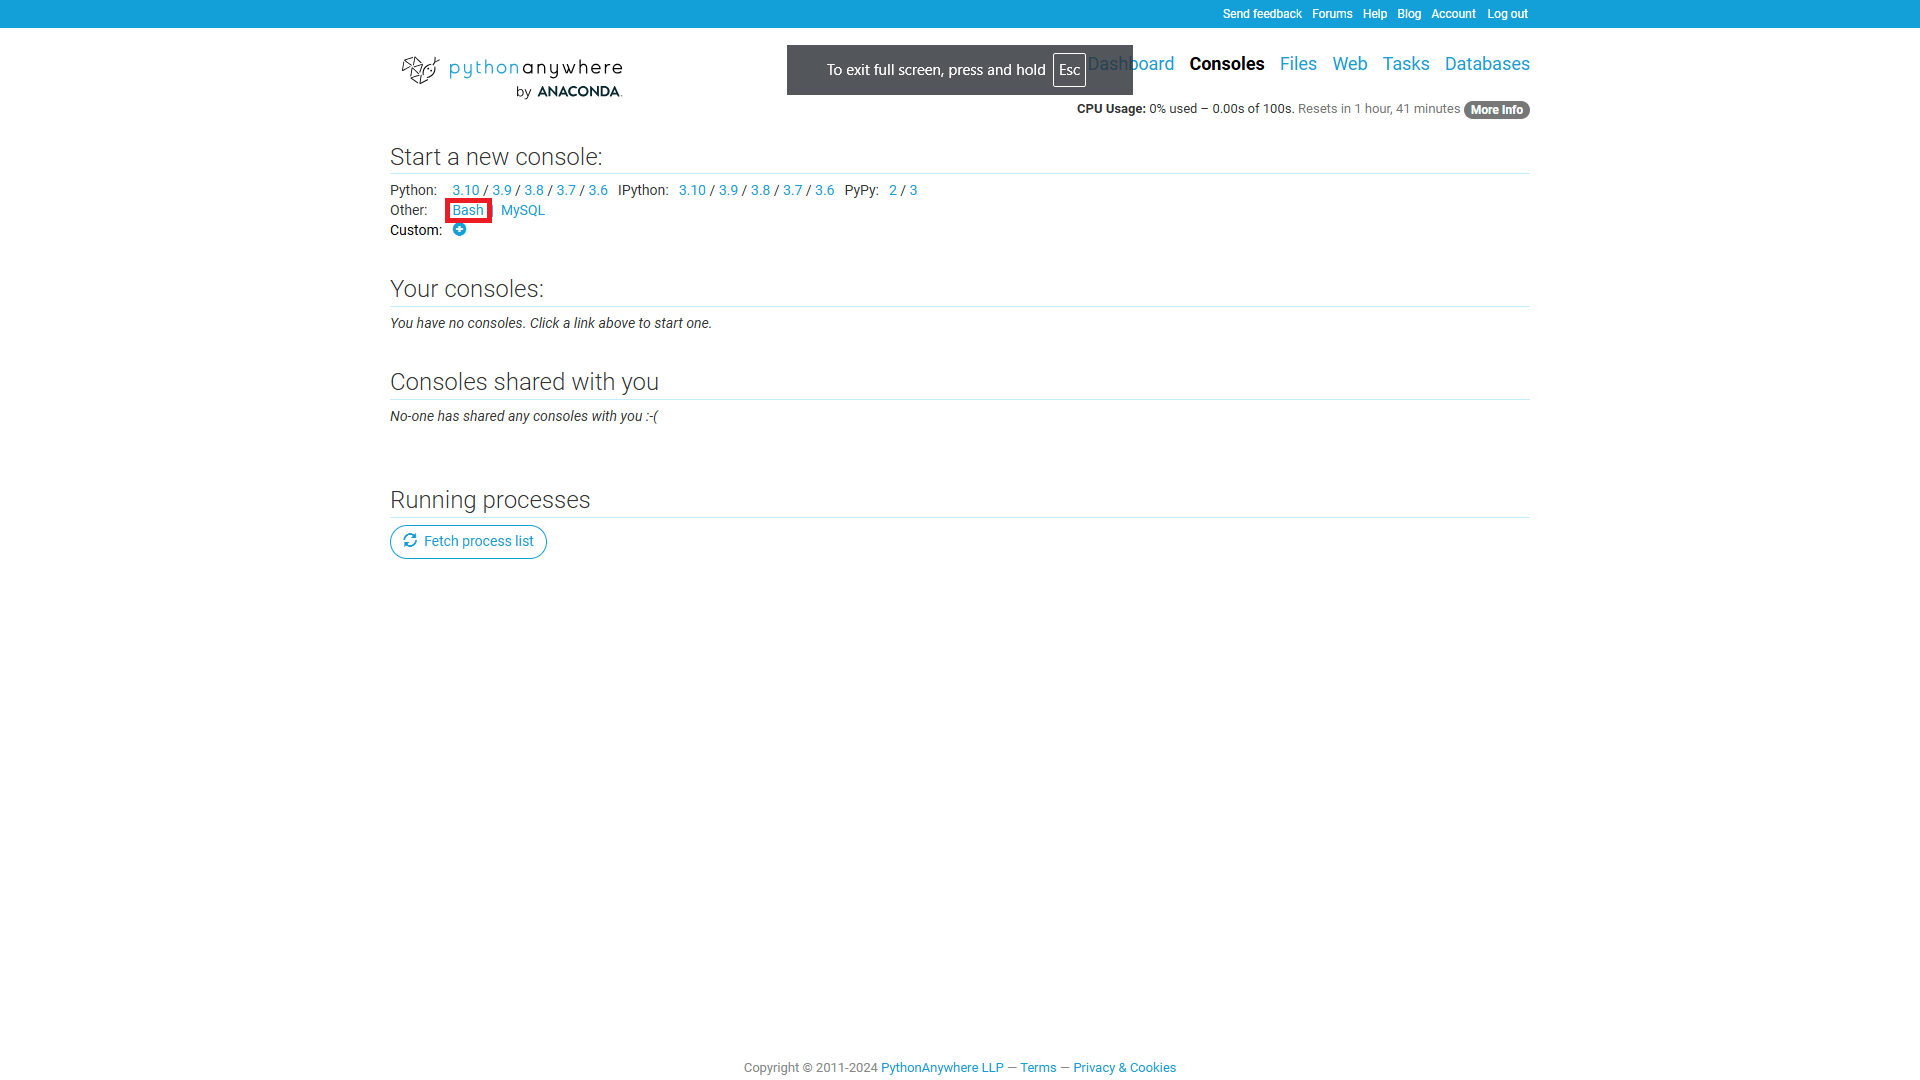 Send feedback Forums Help Blog Account Log out
pythonanywhere
by ANACONDA.
To exit full screen, press and hold Esc
Dashboard Consoles Files Web Tasks Databases
CPU Usage: 0% used – 0.00s of 100s. Resets in 1 hour, 41 minutes More Info
Start a new console:
Python: 3.10 / 3.9 / 3.8 / 3.7 / 3.6 IPython: 3.10 / 3.9 / 3.8 / 3.7 / 3.6 PyPy: 2 / 3
Other: Bash | MySQL
Custom:
Your consoles:
You have no consoles. Click a link above to start one.
Consoles shared with you
No-one has shared any consoles with you :-(
Running processes
Fetch process list
Copyright © 2011-2024 PythonAnywhere LLP — Terms — Privacy & Cookies